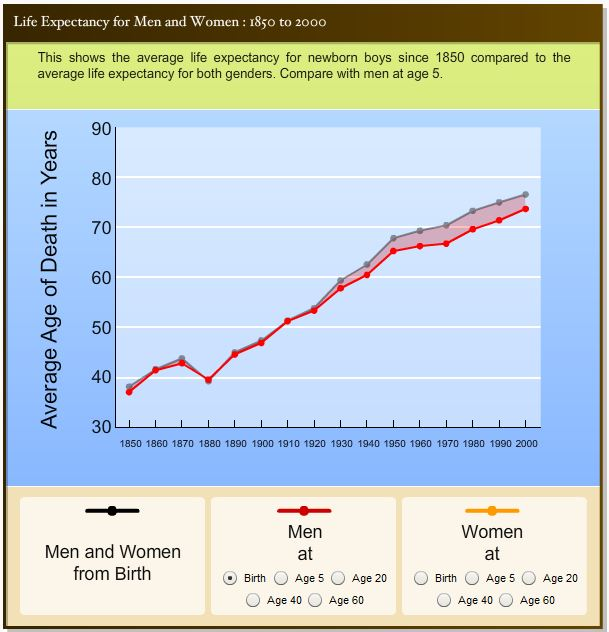 Life Expectancy for Men and Women : 1850 to 2000
This shows the average life expectancy for newborn boys since 1850 compared to the
average life expectancy for both genders. Compare with men at age 5.
Average Age of Death in Years
90
80
70
60
50
40
30
1850 1860 1870 1880 1890 1900 1910 1920 1930 1940 1950 1960 1970 1980 1990 2000
Men and Women
from Birth
Men
at
Birth Age 5 Age 20
Age 40 Age 60
Women
at
Birth Age 5 Age 20
Age 40 Age 60